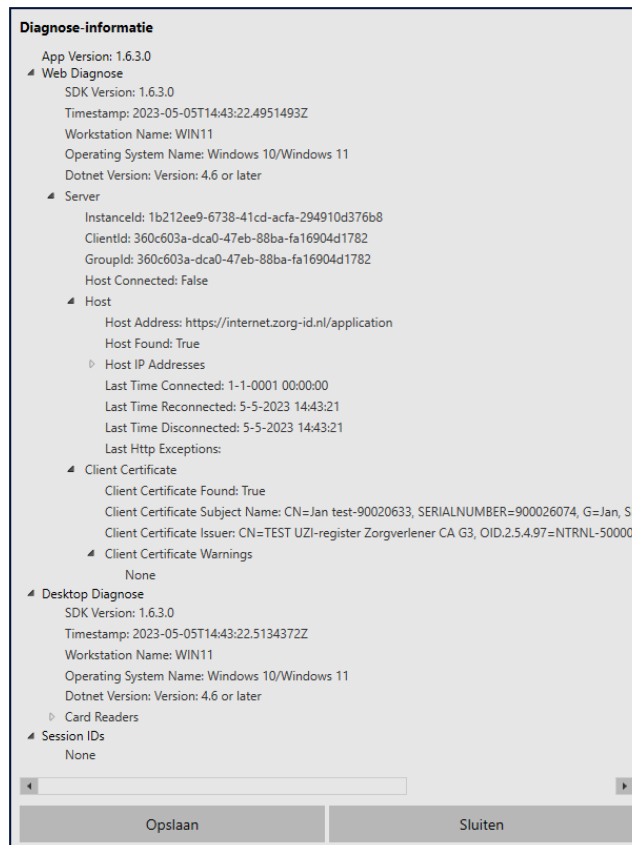 Diagnose-informatie
App Version: 1.6.3.0
Web Diagnose
SDK Version: 1.6.3.0
Timestamp: 2023-05-05T14:43:22.4951493Z
Workstation Name: WIN11
Operating System Name: Windows 10/Windows 11
Dotnet Version: Version: 4.6 or later
Server
InstanceId: 1b212ee9-6738-41cd-acfa-294910d376b8
ClientId: 360c603a-dca0-47eb-88ba-fa16904d1782
GroupId: 360c603a-dca0-47eb-88ba-fa16904d1782
Host Connected: False
Host
Host Address: https://internet.zorg-id.nl/application
Host Found: True
Host IP Addresses
Last Time Connected: 1-1-0001 00:00:00
Last Time Reconnected: 5-5-2023 14:43:21
Last Time Disconnected: 5-5-2023 14:43:21
Last Http Exceptions:
Client Certificate
Client Certificate Found: True
Client Certificate Subject Name: CN=Jan test-90020633, SERIALNUMBER=900026074, G=Jan, S
Client Certificate Issuer: CN=TEST UZI-register Zorgverlener CA G3, OID.2.5.4.97=NTRNL-50000
Client Certificate Warnings
None
Desktop Diagnose
SDK Version: 1.6.3.0
Timestamp: 2023-05-05T14:43:22.5134372Z
Workstation Name: WIN11
Operating System Name: Windows 10/Windows 11
Dotnet Version: Version: 4.6 or later
Card Readers
Session IDs
None
Opslaan
Sluiten